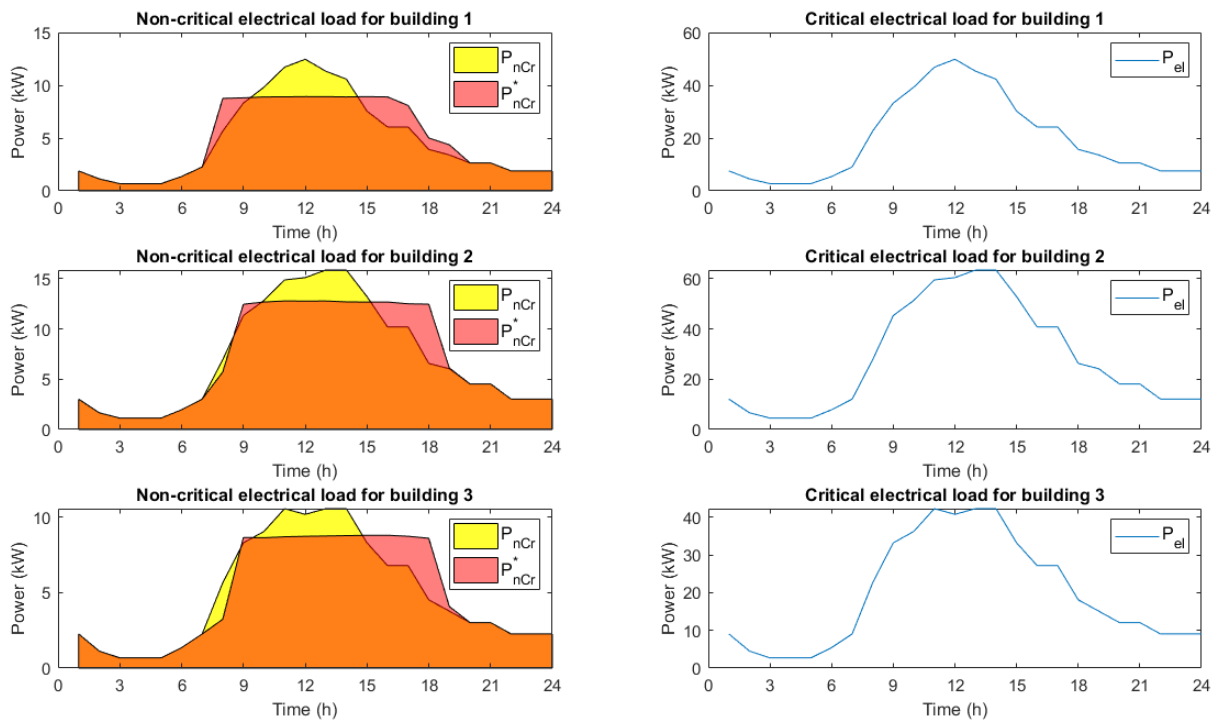 Non-critical electrical load for building 1
15
10
5
0
Power (kW)
P_nCr
P*_nCr
0 3 6 9 12 15 18 21 24
Time (h)
Critical electrical load for building 1
60
40
20
0
Power (kW)
P_el
0 3 6 9 12 15 18 21 24
Time (h)
Non-critical electrical load for building 2
15
10
5
0
Power (kW)
P_nCr
P*_nCr
0 3 6 9 12 15 18 21 24
Time (h)
Critical electrical load for building 2
60
40
20
0
Power (kW)
P_el
0 3 6 9 12 15 18 21 24
Time (h)
Non-critical electrical load for building 3
10
5
0
Power (kW)
P_nCr
P*_nCr
0 3 6 9 12 15 18 21 24
Time (h)
Critical electrical load for building 3
40
30
20
10
0
Power (kW)
P_el
0 3 6 9 12 15 18 21 24
Time (h)